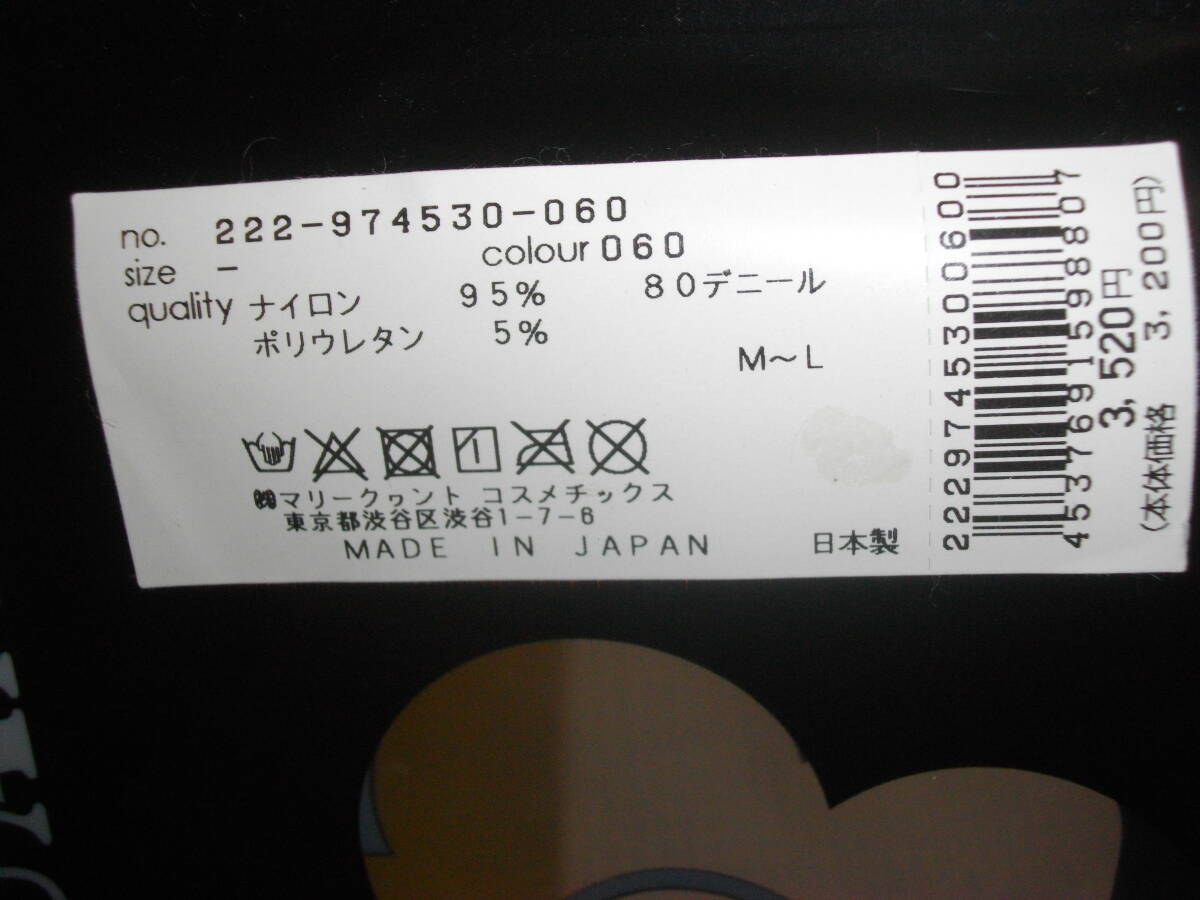 no. 222-974530-060
size - colour 060
quality ナイロン 95% 80デニール
ポリウレタン 5%
M~L
マリークヮント コスメチックス
東京都渋谷区渋谷1-7-6
MADE IN JAPAN 日本製
2229745300600
4537691598807
3,520円
(本体価格 3,200円)